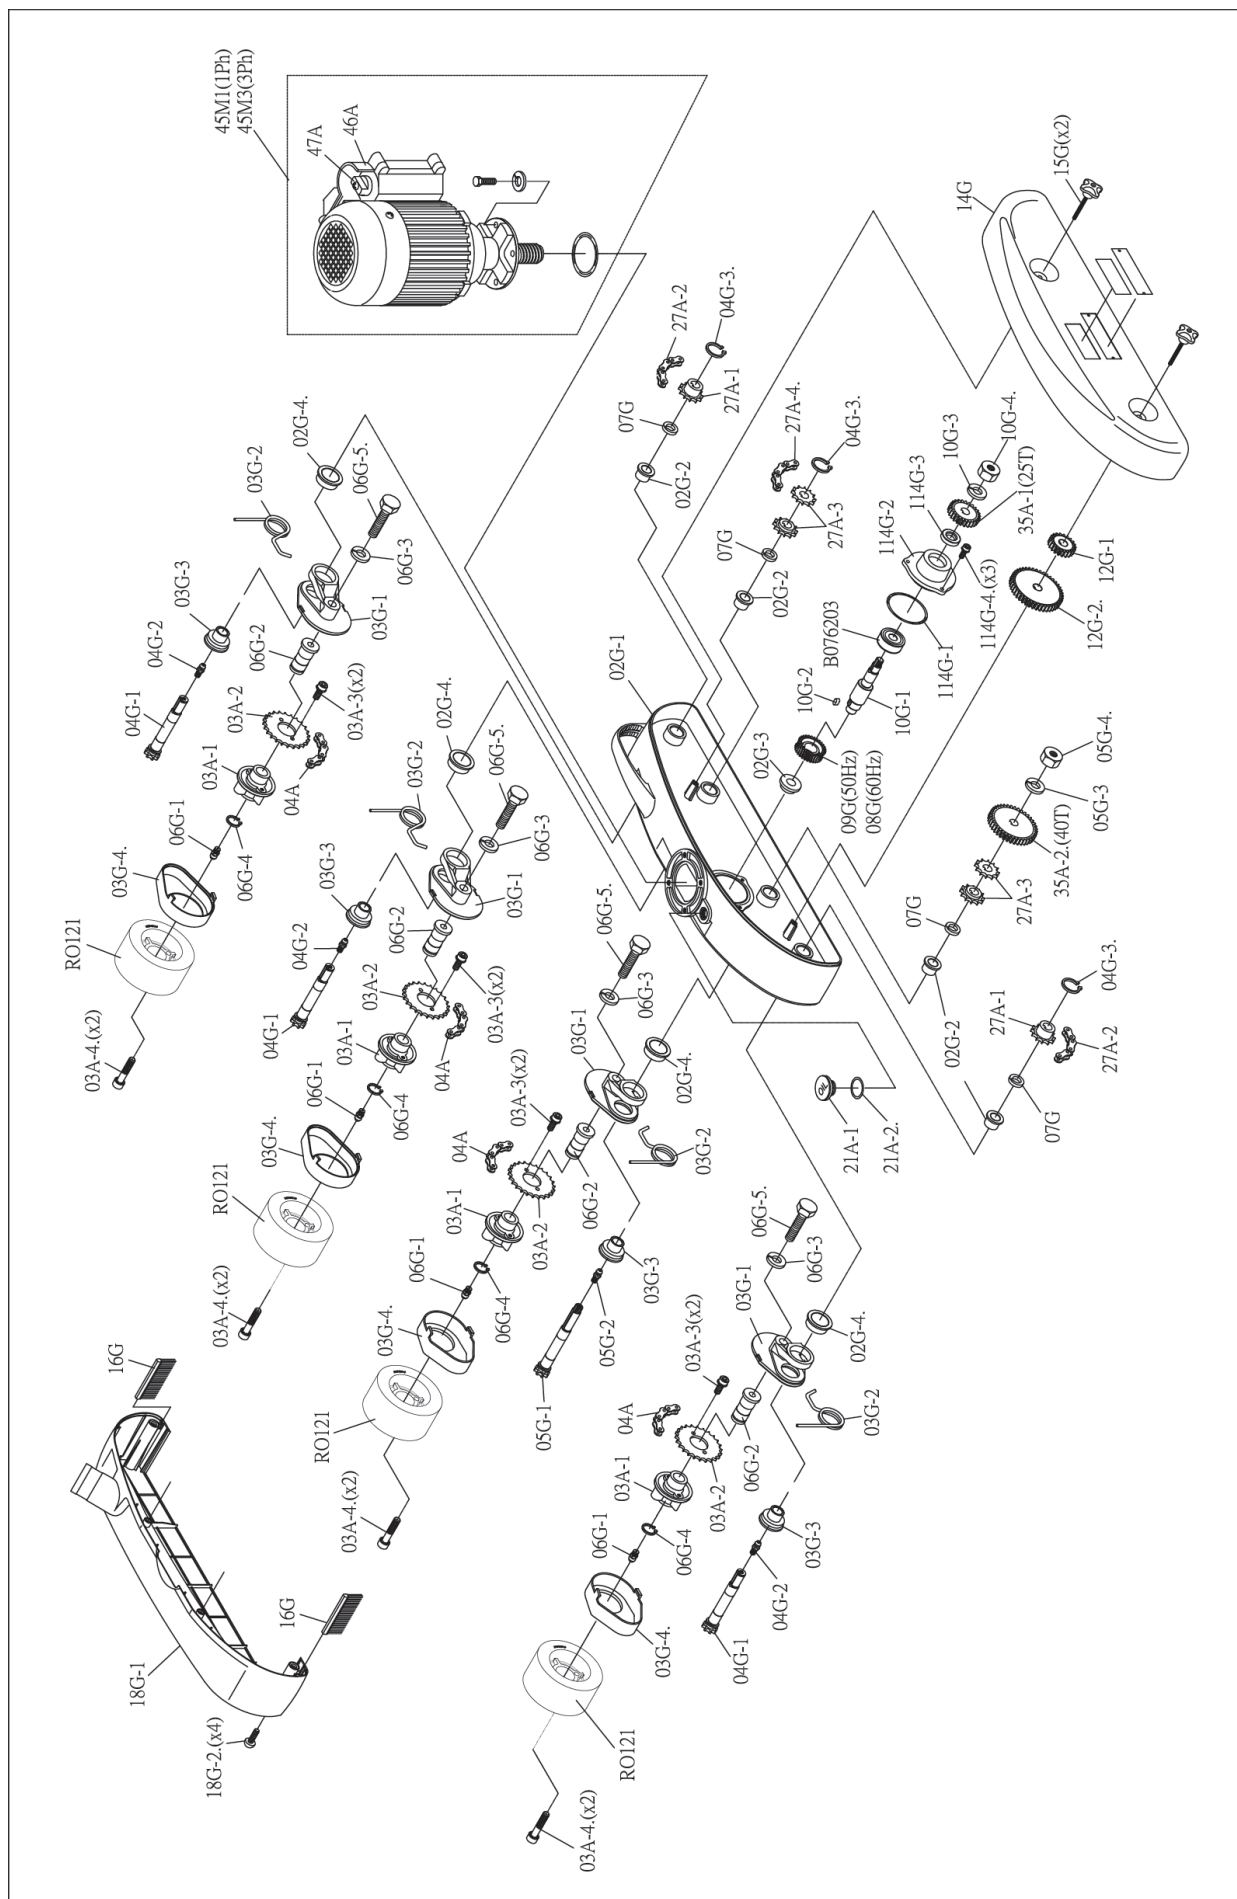 45M1(1Ph)
45M3(3Ph)
47A
46A
15G(x2)
14G
27A-2
04G-3.
27A-1
07G
02G-2
27A-4.
04G-3.
27A-3
07G
02G-2
10G-4.
10G-3
35A-1(25T)
114G-3
114G-2
114G-4.(x3)
114G-1
B076203
10G-1
10G-2
12G-1
12G-2.
02G-1
02G-3
09G(50Hz)
08G(60Hz)
05G-4.
05G-3
35A-2.(40T)
27A-3
07G
02G-2
04G-3.
27A-1
27A-2
07G
21A-1
OIL
21A-2.
02G-4.
03G-2
06G-5.
06G-3
03G-1
03G-3
04G-2
04G-1
06G-2
03A-2
03A-3(x2)
03A-1
04A
06G-1
06G-4
03G-4.
RO121
03A-4.(x2)
02G-4.
03G-2
06G-5.
06G-3
03G-1
03G-3
04G-2
04G-1
06G-2
03A-2
03A-3(x2)
03A-1
04A
06G-1
06G-4
03G-4.
RO121
03A-4.(x2)
06G-5.
06G-3
03G-1
02G-4.
03G-2
03A-3(x2)
04A
06G-2
03A-2
03A-1
03G-3
05G-2
05G-1
06G-1
06G-4
03G-4.
RO121
03A-4.(x2)
06G-5.
06G-3
03G-1
02G-4.
03G-2
03A-3(x2)
04A
06G-2
03A-2
03A-1
03G-3
04G-2
04G-1
06G-1
06G-4
03G-4.
RO121
03A-4.(x2)
16G
16G
18G-1
18G-2.(x4)